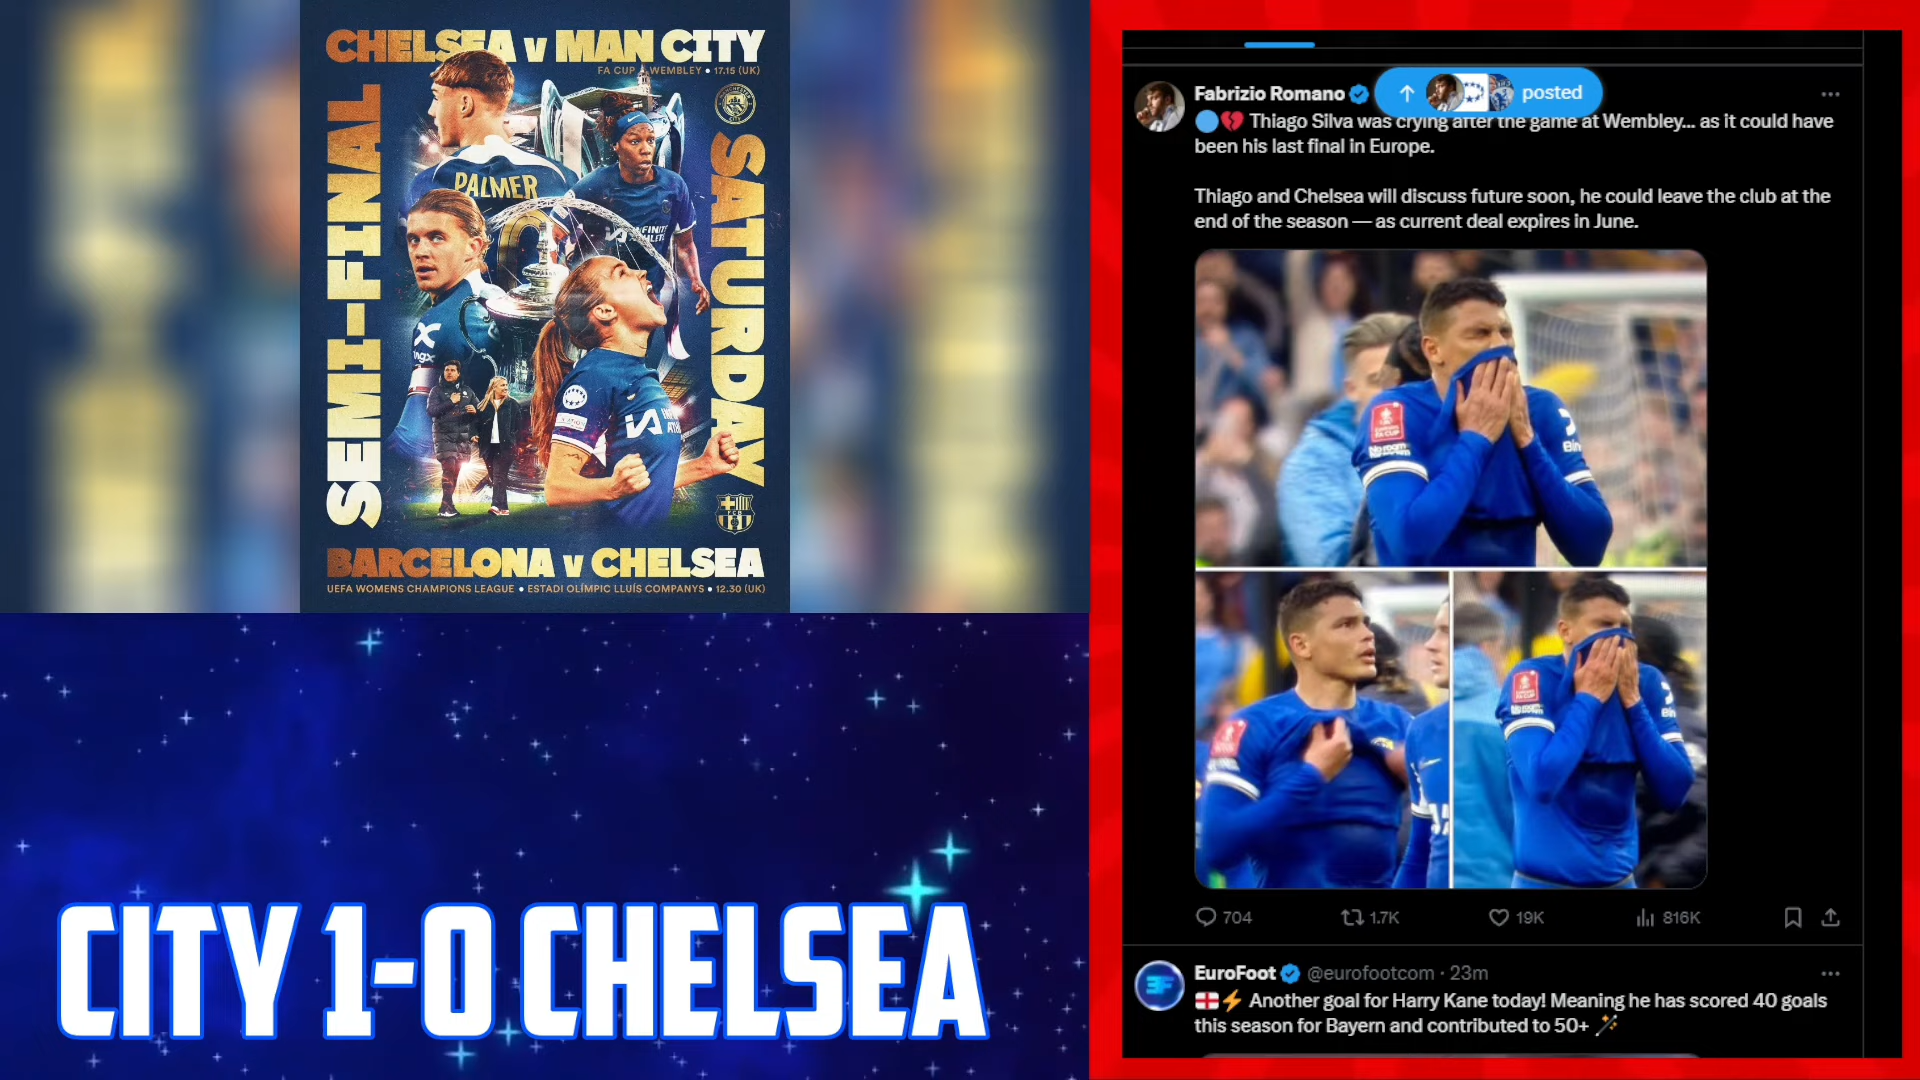 CHELSEA V MAN CITY
FA CUP • WEMBLEY • 17.15 (UK)
SEMI-FINAL
SATURDAY
PALMER
BARCELONA V CHELSEA
UEFA WOMENS CHAMPIONS LEAGUE • ESTADI OLÍMPIC LLUÍS COMPANYS • 12.30 (UK)
CITY 1-0 CHELSEA
Fabrizio Romano
posted
🔵💔 Thiago Silva was crying after the game at Wembley... as it could have
been his last final in Europe.
Thiago and Chelsea will discuss future soon, he could leave the club at the
end of the season — as current deal expires in June.
704
1.7K
19K
816K
EuroFoot @eurofootcom · 23m
🏴󠁧󠁢󠁥󠁮󠁧󠁿⚡ Another goal for Harry Kane today! Meaning he has scored 40 goals
this season for Bayern and contributed to 50+ 🪄